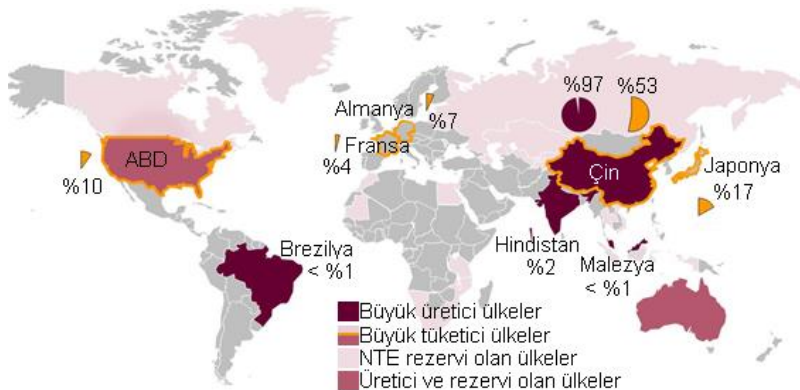 %97
%53
Almanya
%7
Fransa
%4
ABD
%10
Çin
Japonya
%17
Brezilya
< %1
Hindistan
%2
Malezya
< %1
Büyük üretici ülkeler
Büyük tüketici ülkeler
NTE rezervi olan ülkeler
Üretici ve rezervi olan ülkeler